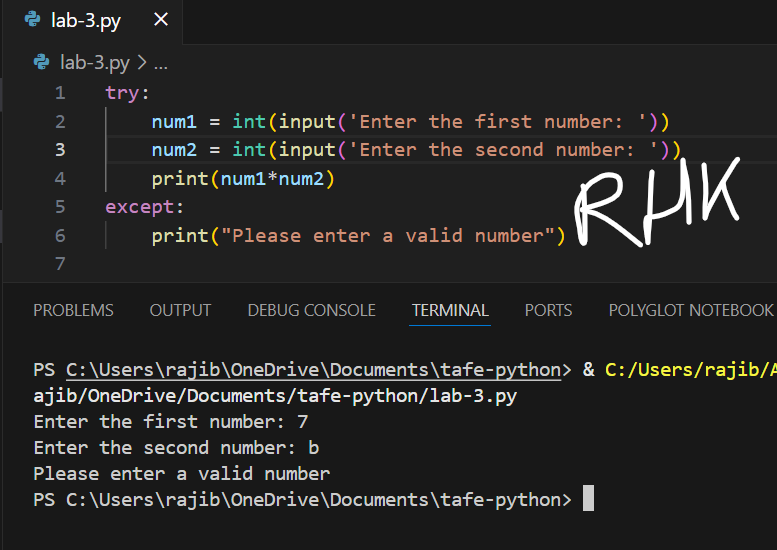 lab-3.py ×
lab-3.py > ...
1 try:
2 num1 = int(input('Enter the first number: '))
3 num2 = int(input('Enter the second number: '))
4 print(num1*num2)
5 except:
6 print("Please enter a valid number")
7
RHK
PROBLEMS OUTPUT DEBUG CONSOLE TERMINAL PORTS POLYGLOT NOTEBOOK
PS C:\Users\rajib\OneDrive\Documents\tafe-python> & C:/Users/rajib/A
ajib/OneDrive/Documents/tafe-python/lab-3.py
Enter the first number: 7
Enter the second number: b
Please enter a valid number
PS C:\Users\rajib\OneDrive\Documents\tafe-python>